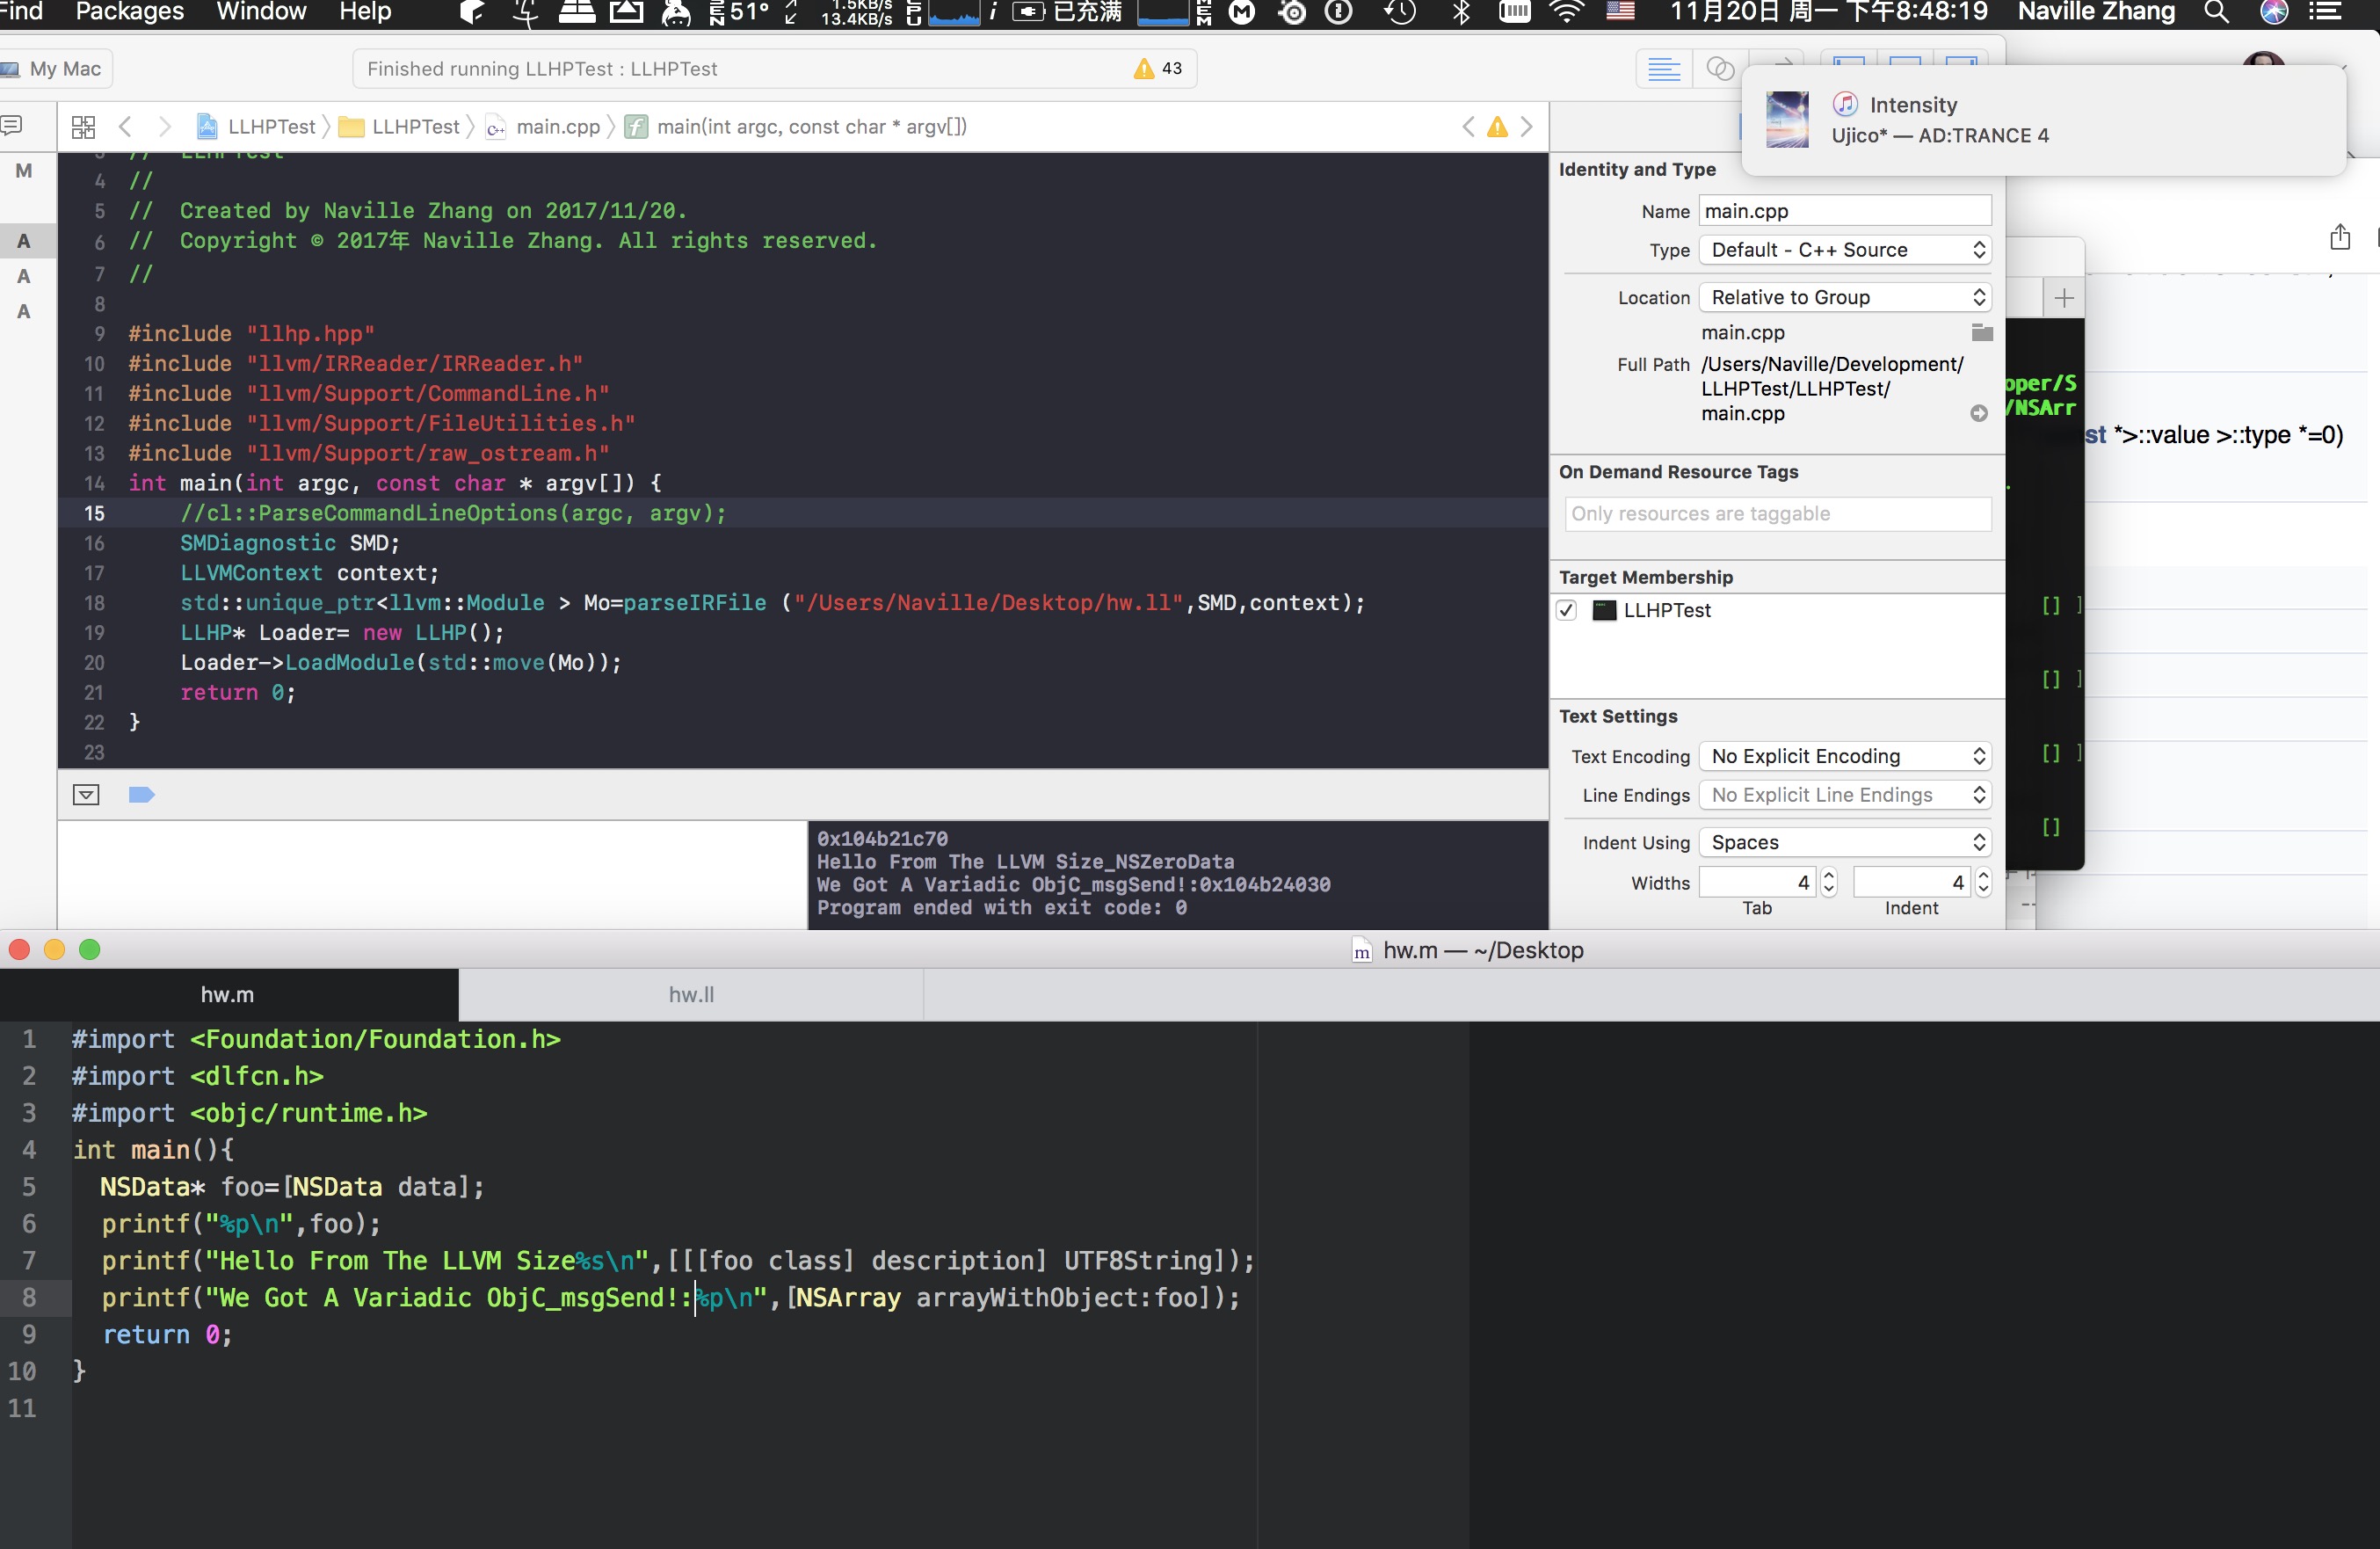 Find Packages Window Help 51° 1.5KB/s 已充满 11月20日 周一 下午8:48:19 Naville Zhang
13.4KB/s
My Mac
Finished running LLHPTest : LLHPTest
43
Intensity
Ujico* — AD:TRANCE 4
LLHPTest LLHPTest main.cpp main(int argc, const char * argv[])
M
A
A
A
3 // LLHPTest
4 //
5 // Created by Naville Zhang on 2017/11/20.
6 // Copyright © 2017年 Naville Zhang. All rights reserved.
7 //
8
9 #include "llhp.hpp"
10 #include "llvm/IRReader/IRReader.h"
11 #include "llvm/Support/CommandLine.h"
12 #include "llvm/Support/FileUtilities.h"
13 #include "llvm/Support/raw_ostream.h"
14 int main(int argc, const char * argv[]) {
15 //cl::ParseCommandLineOptions(argc, argv);
16 SMDiagnostic SMD;
17 LLVMContext context;
18 std::unique_ptr<llvm::Module > Mo=parseIRFile ("/Users/Naville/Desktop/hw.ll",SMD,context);
19 LLHP* Loader= new LLHP();
20 Loader->LoadModule(std::move(Mo));
21 return 0;
22 }
23
0x104b21c70
Hello From The LLVM Size_NSZeroData
We Got A Variadic ObjC_msgSend!:0x104b24030
Program ended with exit code: 0
Identity and Type
Name main.cpp
Type Default - C++ Source
Location Relative to Group
main.cpp
Full Path /Users/Naville/Development/
LLHPTest/LLHPTest/
main.cpp
On Demand Resource Tags
Only resources are taggable
Target Membership
LLHPTest
Text Settings
Text Encoding No Explicit Encoding
Line Endings No Explicit Line Endings
Indent Using Spaces
Widths 4 4
Tab Indent
oper/S
/NSArr
st *>::value >::type *=0)
[] ]
[] ]
[] ]
[]
hw.m — ~/Desktop
hw.m hw.ll
1 #import <Foundation/Foundation.h>
2 #import <dlfcn.h>
3 #import <objc/runtime.h>
4 int main(){
5 NSData* foo=[NSData data];
6 printf("%p\n",foo);
7 printf("Hello From The LLVM Size%s\n",[[[foo class] description] UTF8String]);
8 printf("We Got A Variadic ObjC_msgSend!:%p\n",[NSArray arrayWithObject:foo]);
9 return 0;
10 }
11